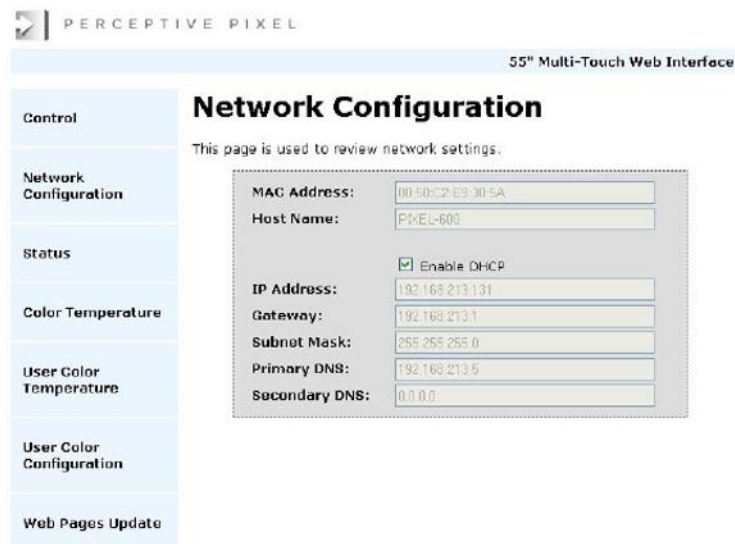 PERCEPTIVE PIXEL
55" Multi-Touch Web Interface
Control
Network
Configuration
Status
Color Temperature
User Color
Temperature
User Color
Configuration
Web Pages Update
Network Configuration
This page is used to review network settings.
MAC Address: 00:50:C2:E9:30:5A
Host Name: PIXEL-600
Enable DHCP
IP Address: 192.168.213.131
Gateway: 192.168.213.1
Subnet Mask: 255.255.255.0
Primary DNS: 192.168.213.5
Secondary DNS: 0.0.0.0